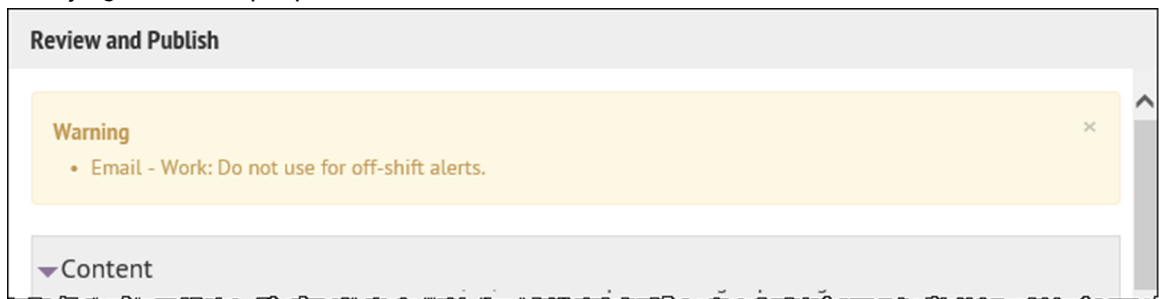 Review and Publish
Warning
×
• Email - Work: Do not use for off-shift alerts.
Content